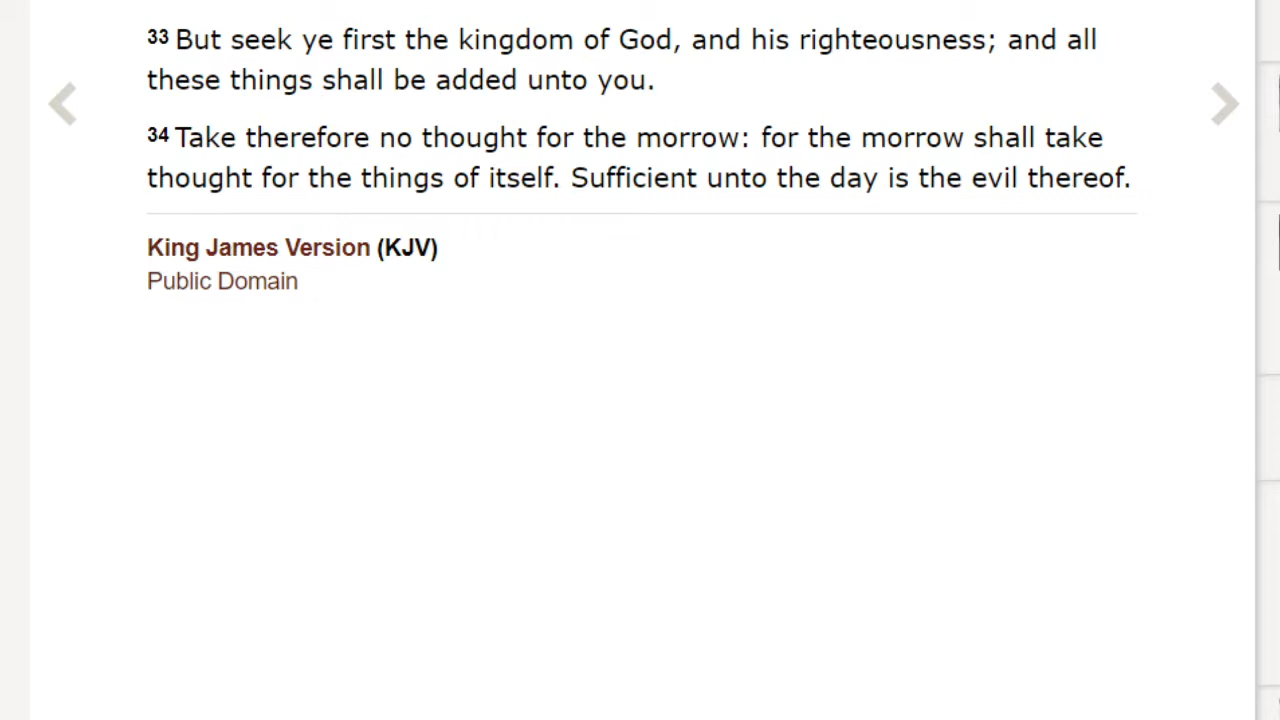 33 But seek ye first the kingdom of God, and his righteousness; and all
these things shall be added unto you.
34 Take therefore no thought for the morrow: for the morrow shall take
thought for the things of itself. Sufficient unto the day is the evil thereof.
King James Version (KJV)
Public Domain